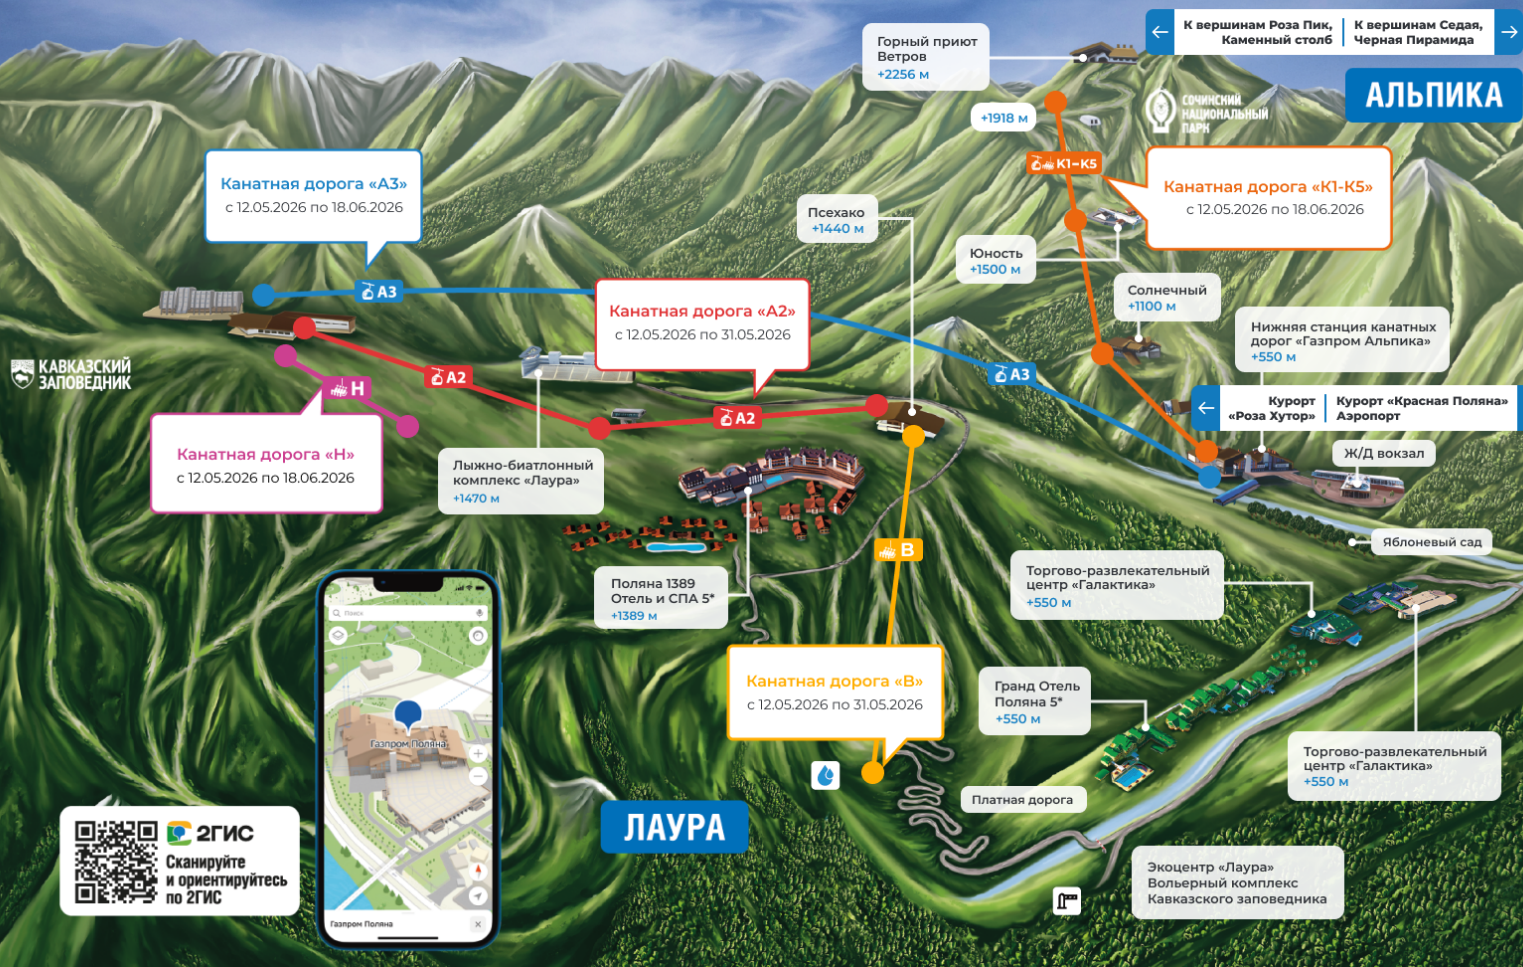 К вершинам Роза Пик,
Каменный столб
К вершинам Седая,
Черная Пирамида
АЛЬПИКА
Горный приют
Ветров
+2256 м
+1918 м
СОЧИНСКИЙ
НАЦИОНАЛЬНЫЙ
ПАРК
К1-К5
Канатная дорога «К1-К5»
с 12.05.2026 по 18.06.2026
Канатная дорога «А3»
с 12.05.2026 по 18.06.2026
Псехако
+1440 м
Юность
+1500 м
Солнечный
+1100 м
А3
Канатная дорога «А2»
с 12.05.2026 по 31.05.2026
Нижняя станция канатных
дорог «Газпром Альпика»
+550 м
КАВКАЗСКИЙ
ЗАПОВЕДНИК
А2
А3
Н
А2
Курорт
«Роза Хутор»
Курорт «Красная Поляна»
Аэропорт
Канатная дорога «Н»
с 12.05.2026 по 18.06.2026
Лыжно-биатлонный
комплекс «Лаура»
+1470 м
Ж/Д вокзал
В
Яблоневый сад
Поляна 1389
Отель и СПА 5*
+1389 м
Торгово-развлекательный
центр «Галактика»
+550 м
Поиск
Канатная дорога «В»
с 12.05.2026 по 31.05.2026
Гранд Отель
Поляна 5*
+550 м
Газпром Поляна
Торгово-развлекательный
центр «Галактика»
+550 м
Платная дорога
ЛАУРА
2ГИС
Сканируйте
и ориентируйтесь
по 2ГИС
Экоцентр «Лаура»
Вольерный комплекс
Кавказского заповедника
Газпром Поляна